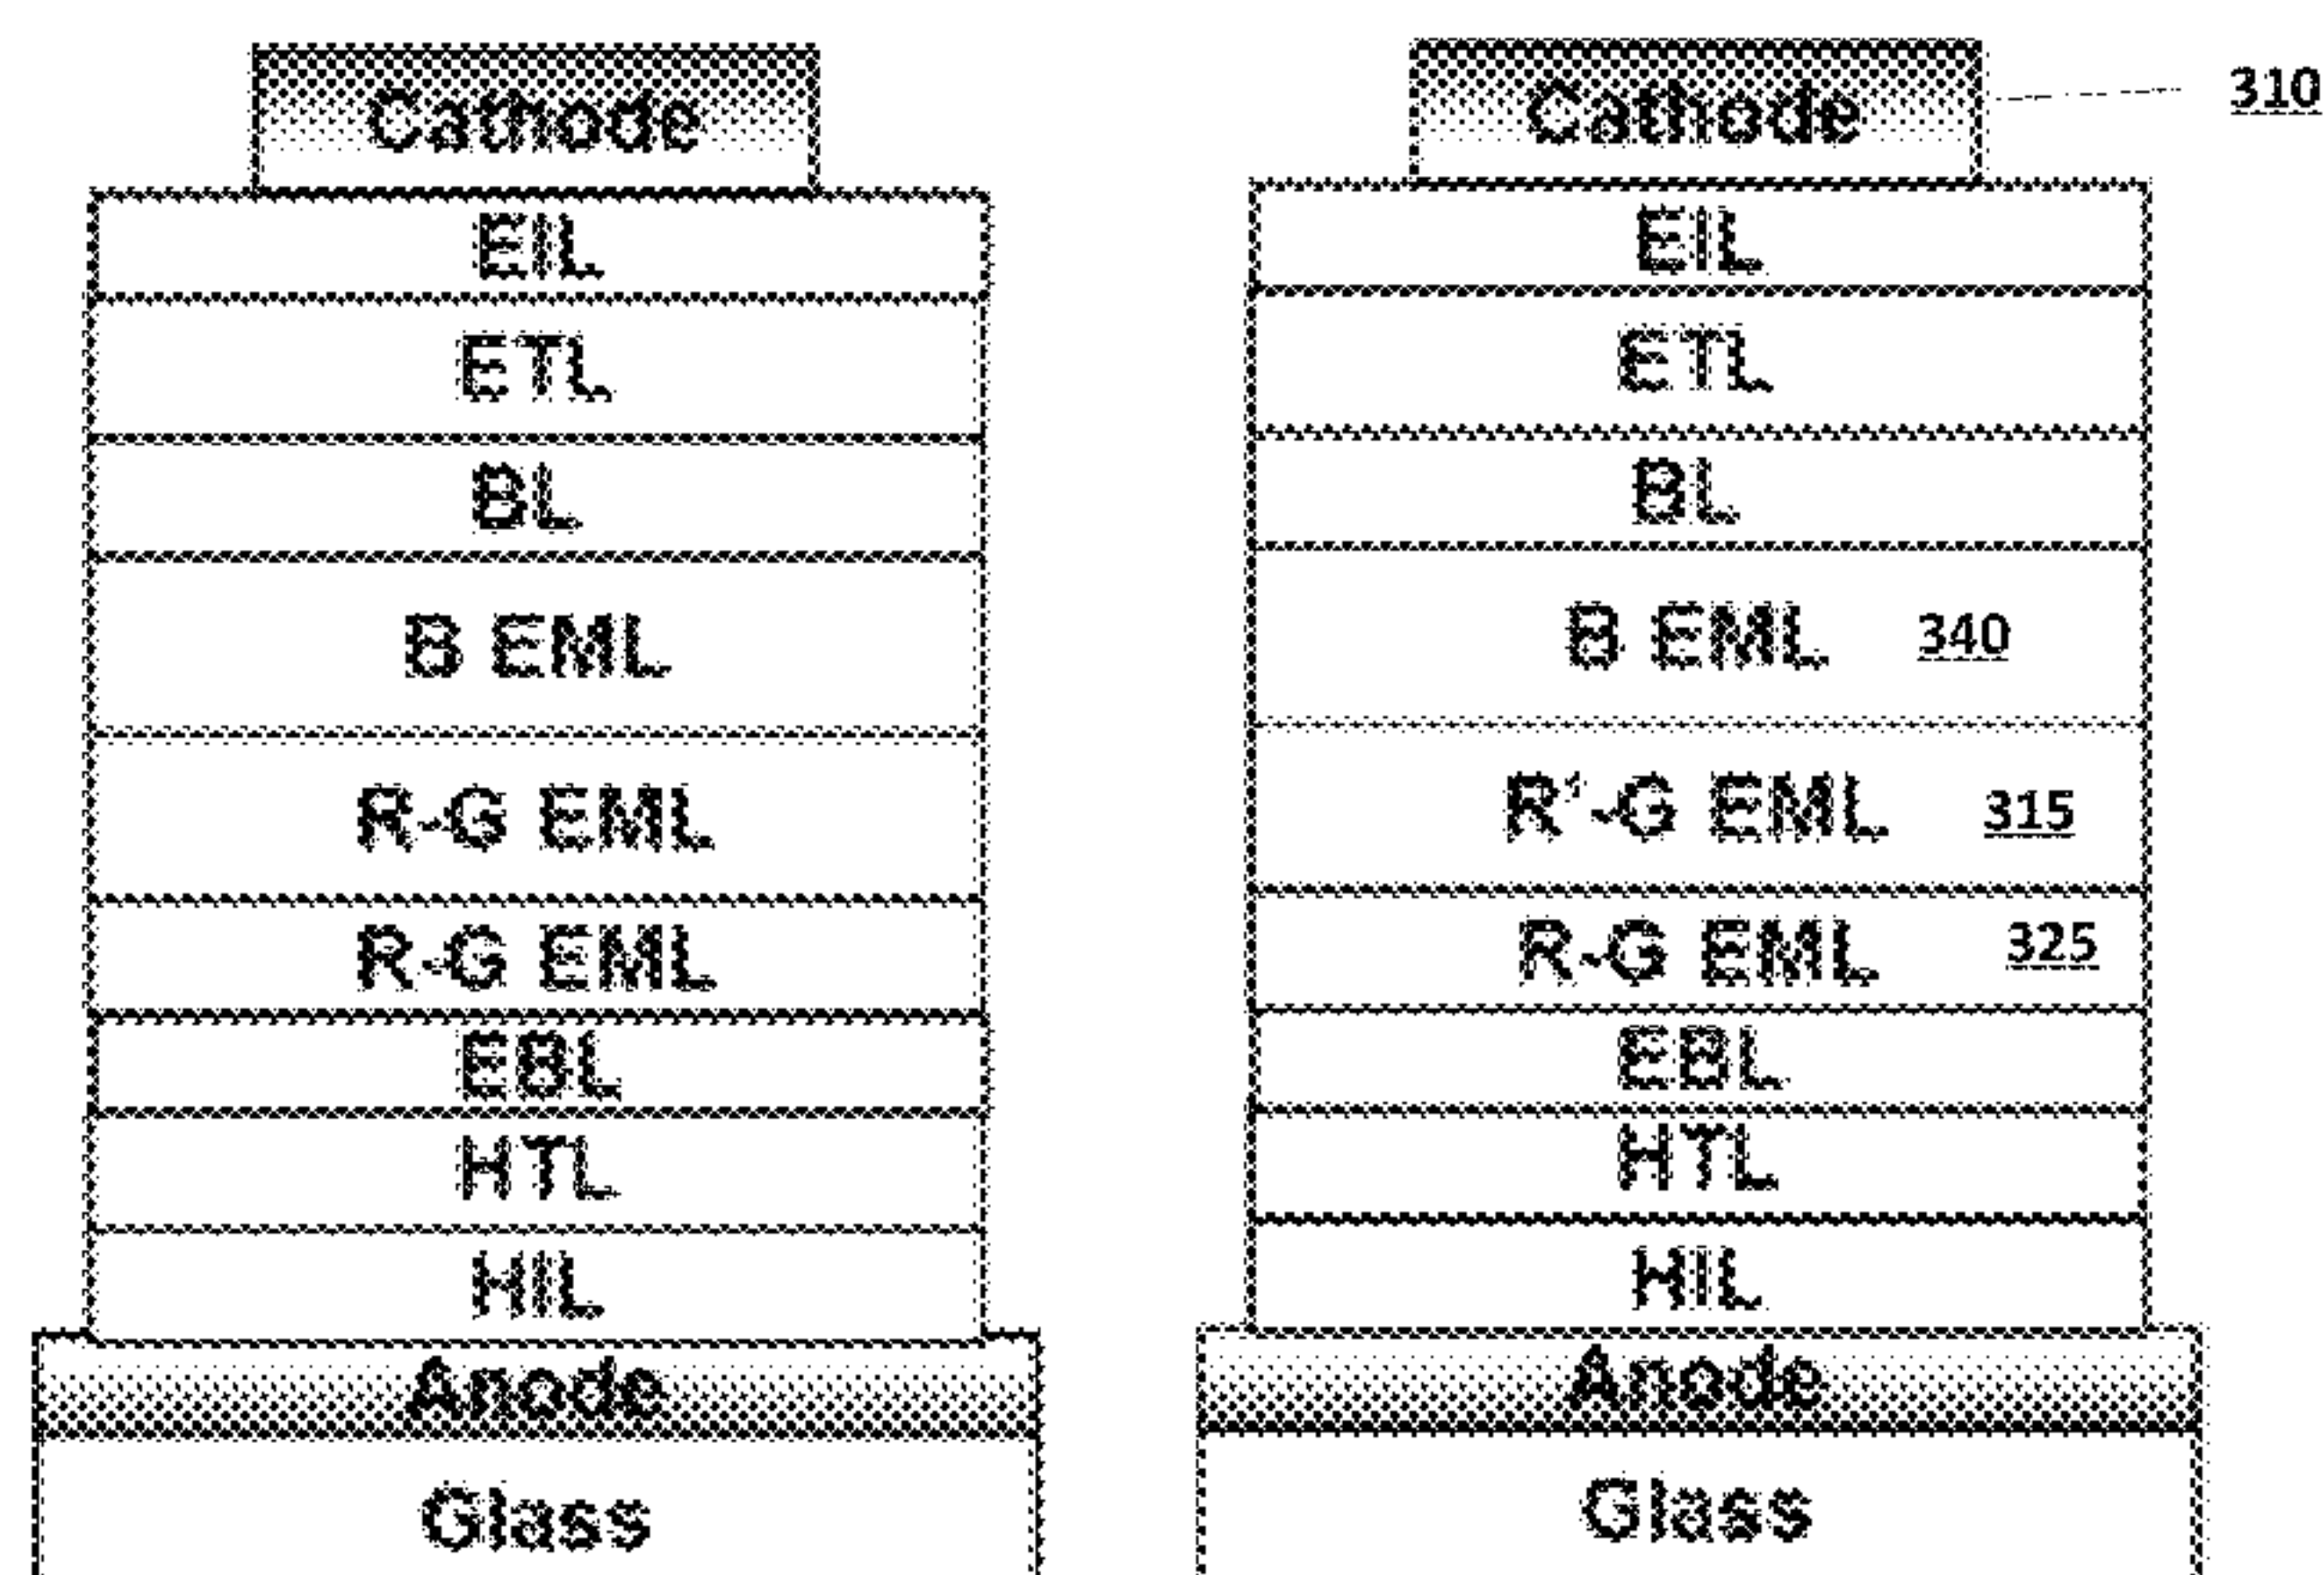 Cathode
EIL
ETL
BL
B EML
R-G EML
R-G EML
EBL
HTL
HIL
Anode
Glass
Cathode 310
EIL
ETL
BL
B EML 340
R'-G EML 315
R-G EML 325
EBL
HTL
HIL
Anode
Glass